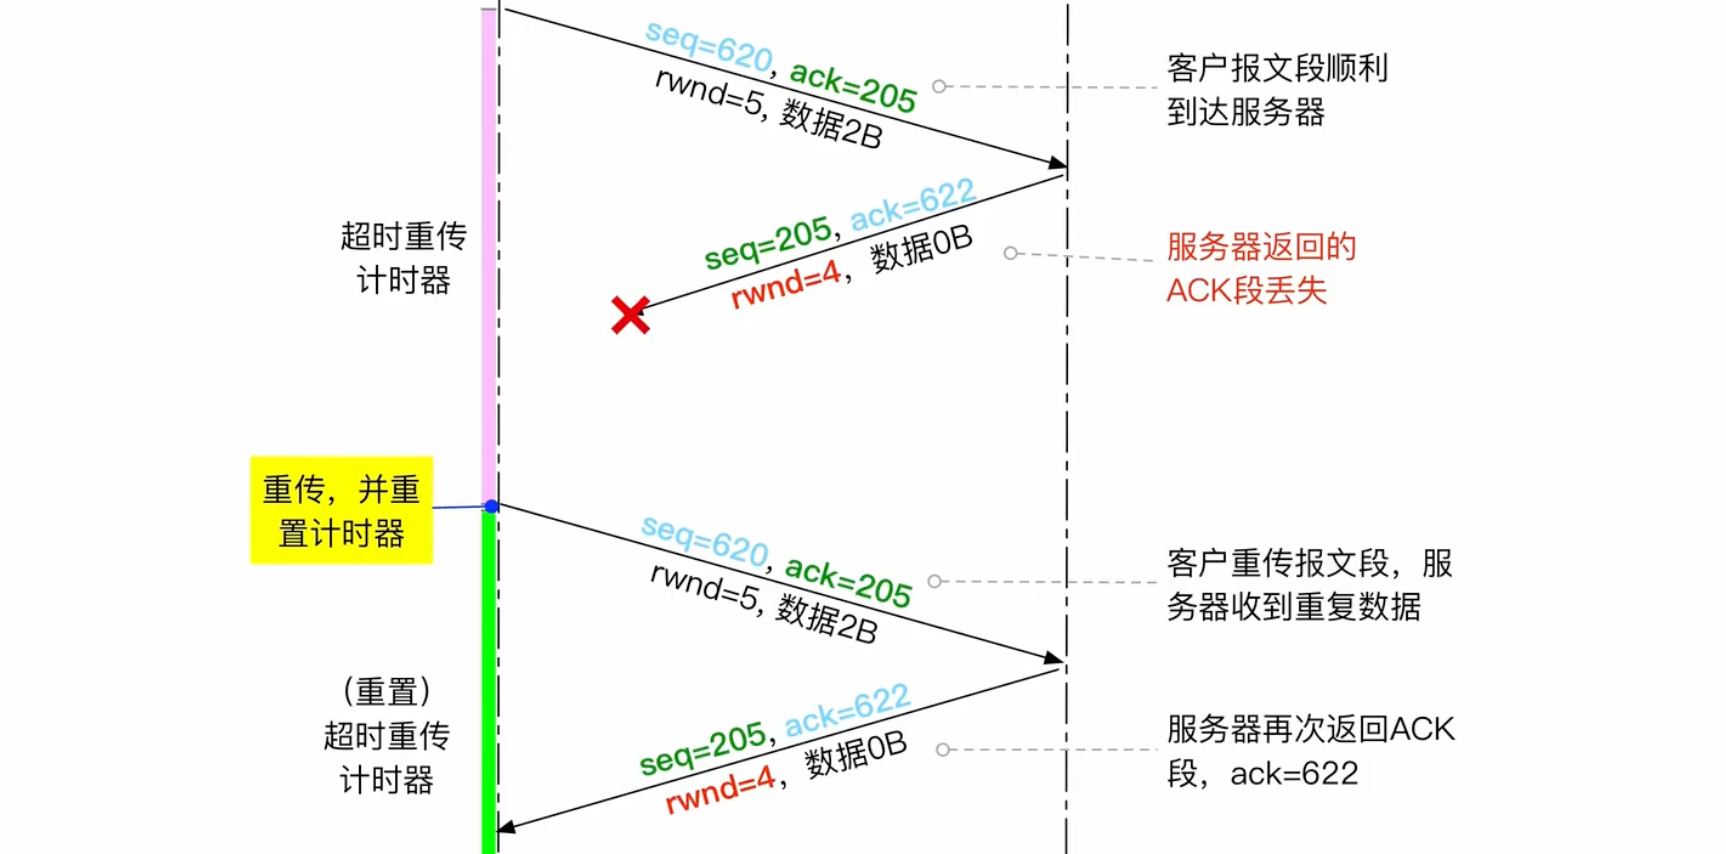 seq=620, ack=205
rwnd=5, 数据2B
客户报文段顺利
到达服务器
超时重传
计时器
seq=205, ack=622
rwnd=4, 数据0B
服务器返回的
ACK段丢失
重传，并重
置计时器
seq=620, ack=205
rwnd=5, 数据2B
客户重传报文段，服
务器收到重复数据
（重置）
超时重传
计时器
seq=205, ack=622
rwnd=4, 数据0B
服务器再次返回ACK
段，ack=622